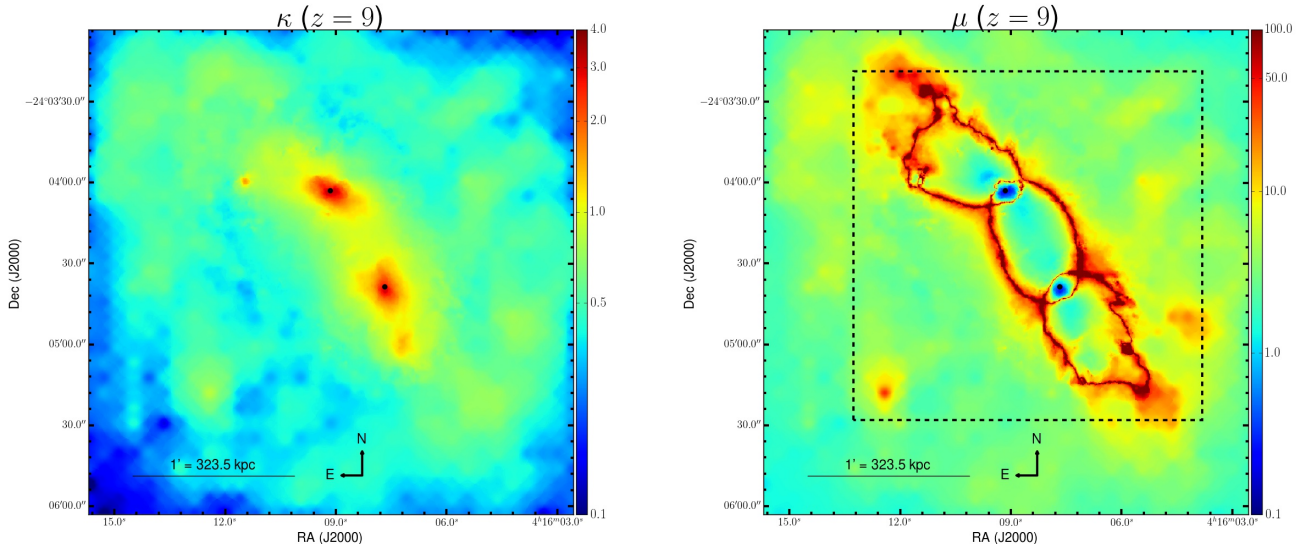 κ (z = 9)
4.0
3.0
2.0
1.0
0.5
0.1
−24°03′30.0″
04′00.0″
30.0″
05′00.0″
30.0″
06′00.0″
Dec (J2000)
N
E
1' = 323.5 kpc
15.0ˢ
12.0ˢ
09.0ˢ
06.0ˢ
4ʰ16ᵐ03.0ˢ
RA (J2000)
μ (z = 9)
100.0
50.0
10.0
1.0
0.1
−24°03′30.0″
04′00.0″
30.0″
05′00.0″
30.0″
06′00.0″
Dec (J2000)
N
E
1' = 323.5 kpc
15.0ˢ
12.0ˢ
09.0ˢ
06.0ˢ
4ʰ16ᵐ03.0ˢ
RA (J2000)